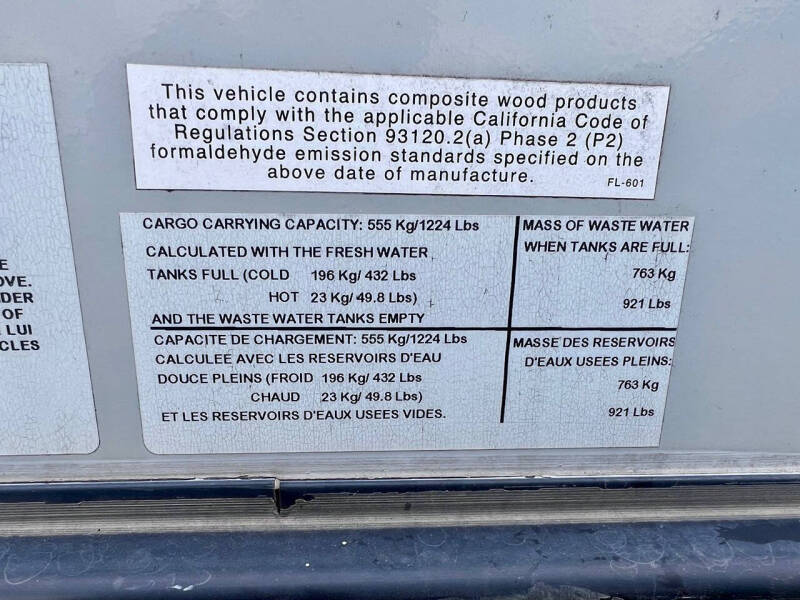 This vehicle contains composite wood products
that comply with the applicable California Code of
Regulations Section 93120.2(a) Phase 2 (P2)
formaldehyde emission standards specified on the
above date of manufacture.
FL-601
CARGO CARRYING CAPACITY: 555 Kg/1224 Lbs
CALCULATED WITH THE FRESH WATER
TANKS FULL (COLD 196 Kg/ 432 Lbs
HOT 23 Kg/ 49.8 Lbs)
AND THE WASTE WATER TANKS EMPTY
MASS OF WASTE WATER
WHEN TANKS ARE FULL:
763 Kg
921 Lbs
CAPACITE DE CHARGEMENT: 555 Kg/1224 Lbs
CALCULEE AVEC LES RESERVOIRS D'EAU
DOUCE PLEINS (FROID 196 Kg/ 432 Lbs
CHAUD 23 Kg/ 49.8 Lbs)
ET LES RESERVOIRS D'EAUX USEES VIDES.
MASSE DES RESERVOIRS
D'EAUX USEES PLEINS:
763 Kg
921 Lbs
OF
LUI